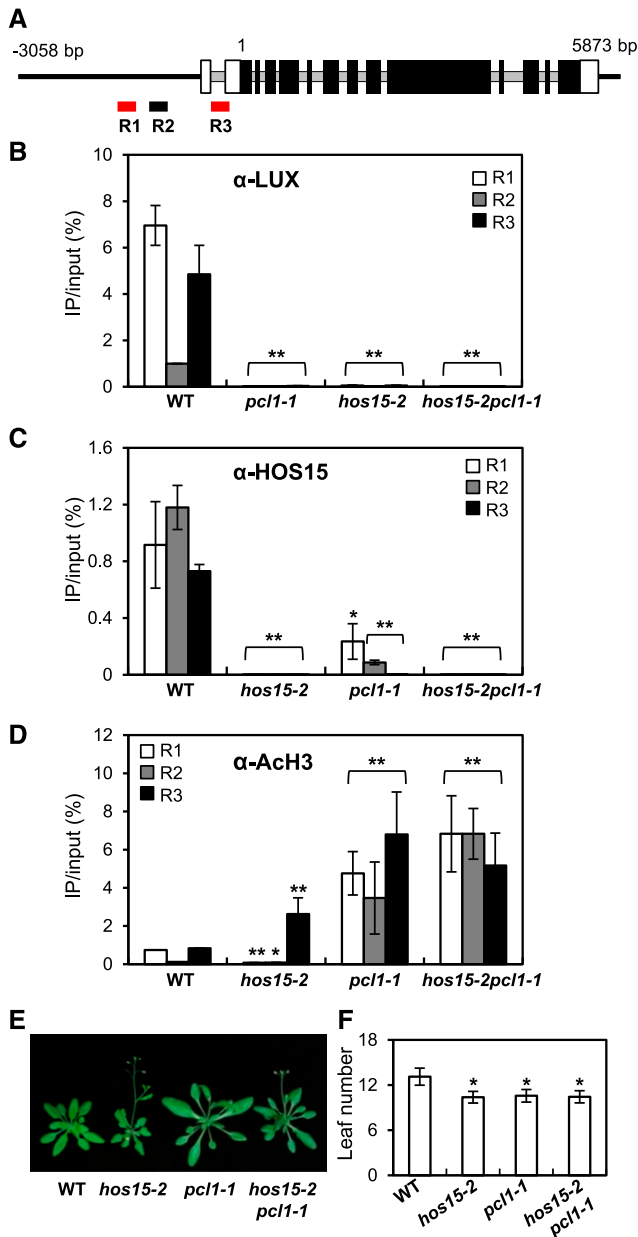 A
-3058 bp 1 5873 bp
R1 R2 R3
B
α-LUX
R1
R2
R3
IP/input (%)
10
8
6
4
2
0
** ** **
WT pcl1-1 hos15-2 hos15-2pcl1-1
C
α-HOS15
R1
R2
R3
IP/input (%)
1.6
1.2
0.8
0.4
0
** * ** **
WT hos15-2 pcl1-1 hos15-2pcl1-1
D
α-AcH3
R1
R2
R3
IP/input (%)
12
10
8
6
4
2
0
** * ** ** **
WT hos15-2 pcl1-1 hos15-2pcl1-1
E
WT hos15-2 pcl1-1 hos15-2
pcl1-1
F
Leaf number
18
12
6
0
* * *
WT hos15-2 pcl1-1 hos15-2
pcl1-1